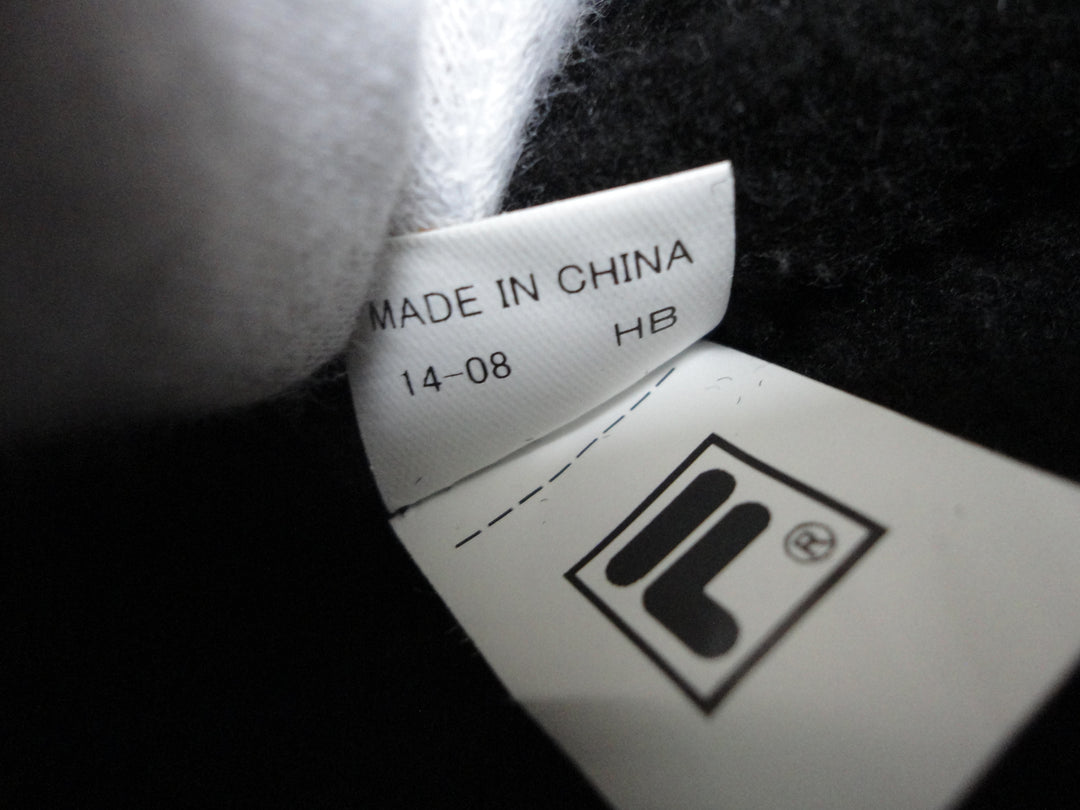 MADE IN CHINA
14-08 HB
F
®